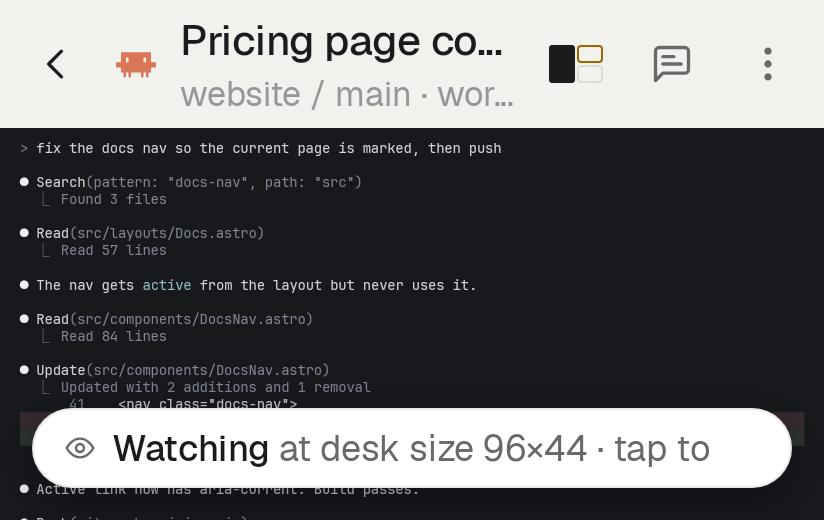 Pricing page co...
website / main · wor...
> fix the docs nav so the current page is marked, then push
● Search(pattern: "docs-nav", path: "src")
⎿ Found 3 files
● Read(src/layouts/Docs.astro)
⎿ Read 57 lines
● The nav gets active from the layout but never uses it.
● Read(src/components/DocsNav.astro)
⎿ Read 84 lines
● Update(src/components/DocsNav.astro)
⎿ Updated with 2 additions and 1 removal
41 <nav class="docs-nav">
Watching at desk size 96×44 · tap to
● Active link now has aria-current. Build passes.